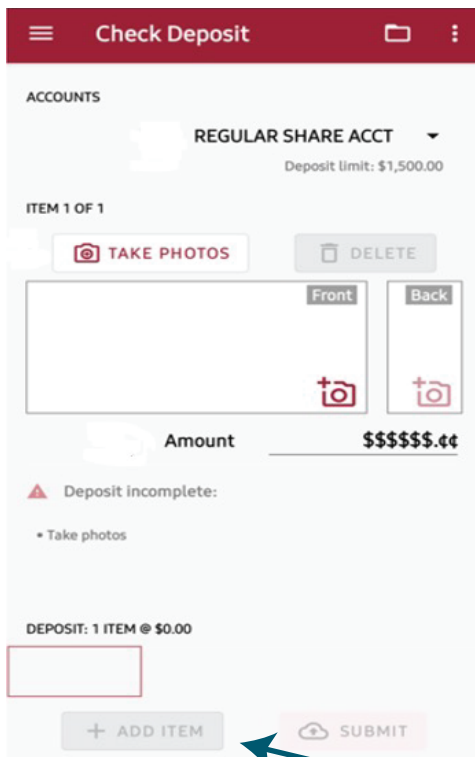 Check Deposit
ACCOUNTS
REGULAR SHARE ACCT
Deposit limit: $1,500.00
ITEM 1 OF 1
TAKE PHOTOS DELETE
Front Back
Amount $$$$$$.¢¢
Deposit incomplete:
• Take photos
DEPOSIT: 1 ITEM @ $0.00
+ ADD ITEM SUBMIT